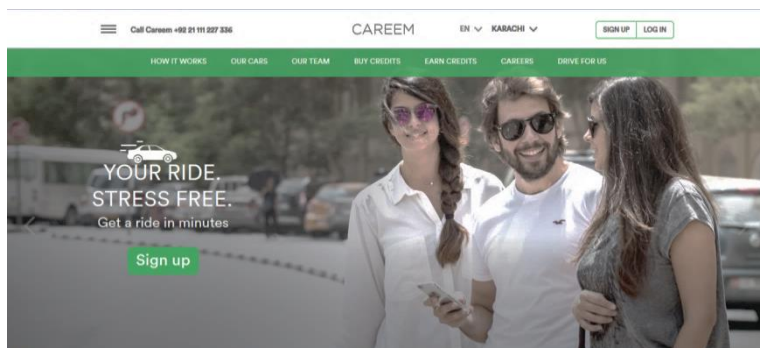 Call Careem +92 21 111 227 336
CAREEM
EN
KARACHI
SIGN UP
LOG IN
HOW IT WORKS
OUR CARS
OUR TEAM
BUY CREDITS
EARN CREDITS
CAREERS
DRIVE FOR US
YOUR RIDE.
STRESS FREE.
Get a ride in minutes
Sign up